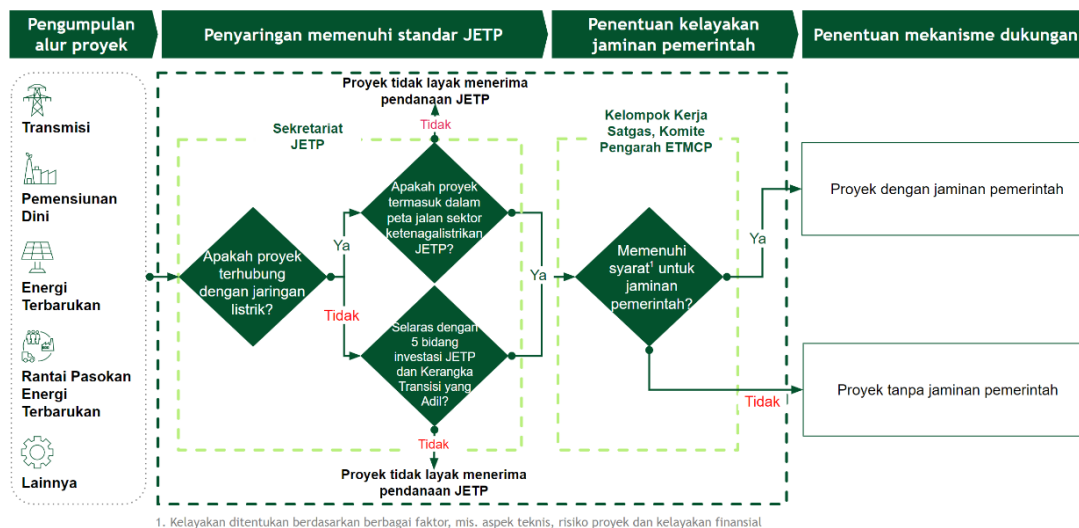 Pengumpulan
alur proyek
Penyaringan memenuhi standar JETP
Penentuan kelayakan
jaminan pemerintah
Penentuan mekanisme dukungan
Transmisi
Pemensiunan
Dini
Energi
Terbarukan
Rantai Pasokan
Energi
Terbarukan
Lainnya
Proyek tidak layak menerima
pendanaan JETP
Tidak
Sekretariat
JETP
Apakah proyek
terhubung
dengan jaringan
listrik?
Ya
Tidak
Apakah proyek
termasuk dalam
peta jalan sektor
ketenagalistrikan
JETP?
Selaras dengan
5 bidang
investasi JETP
dan Kerangka
Transisi yang
Adil?
Tidak
Proyek tidak layak menerima
pendanaan JETP
Ya
Kelompok Kerja
Satgas, Komite
Pengarah ETMCP
Memenuhi
syarat¹ untuk
jaminan
pemerintah?
Ya
Tidak
Proyek dengan jaminan pemerintah
Proyek tanpa jaminan pemerintah
1. Kelayakan ditentukan berdasarkan berbagai faktor, mis. aspek teknis, risiko proyek dan kelayakan finansial